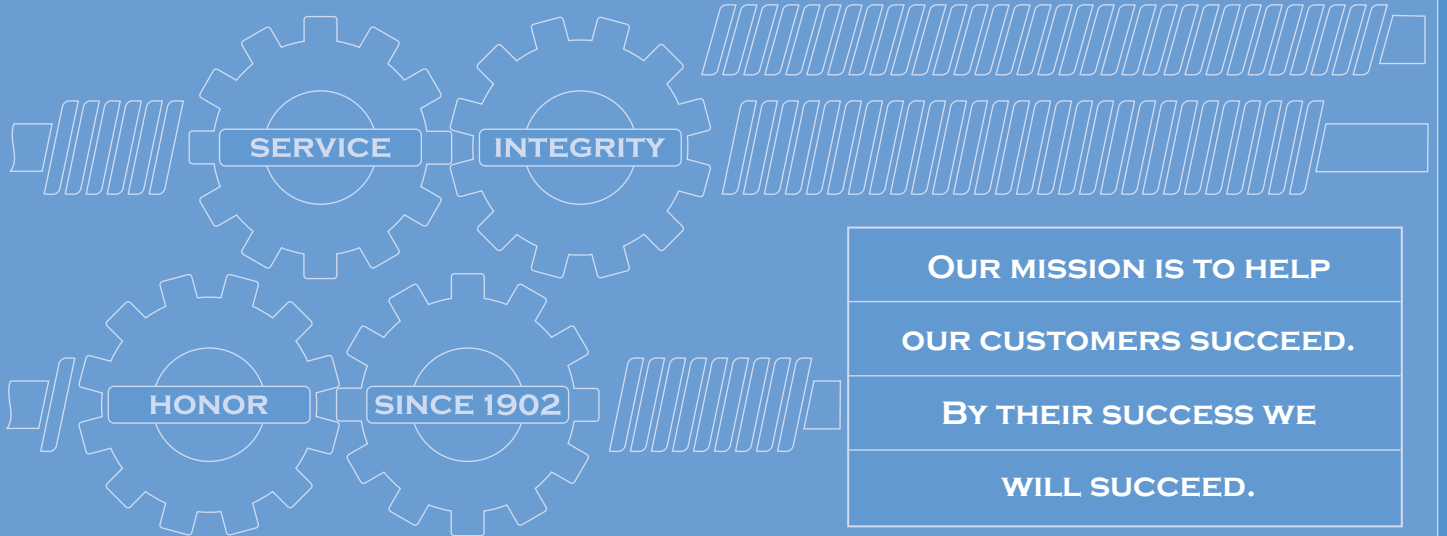 SERVICE
INTEGRITY
HONOR
SINCE 1902
OUR MISSION IS TO HELP
OUR CUSTOMERS SUCCEED.
BY THEIR SUCCESS WE
WILL SUCCEED.